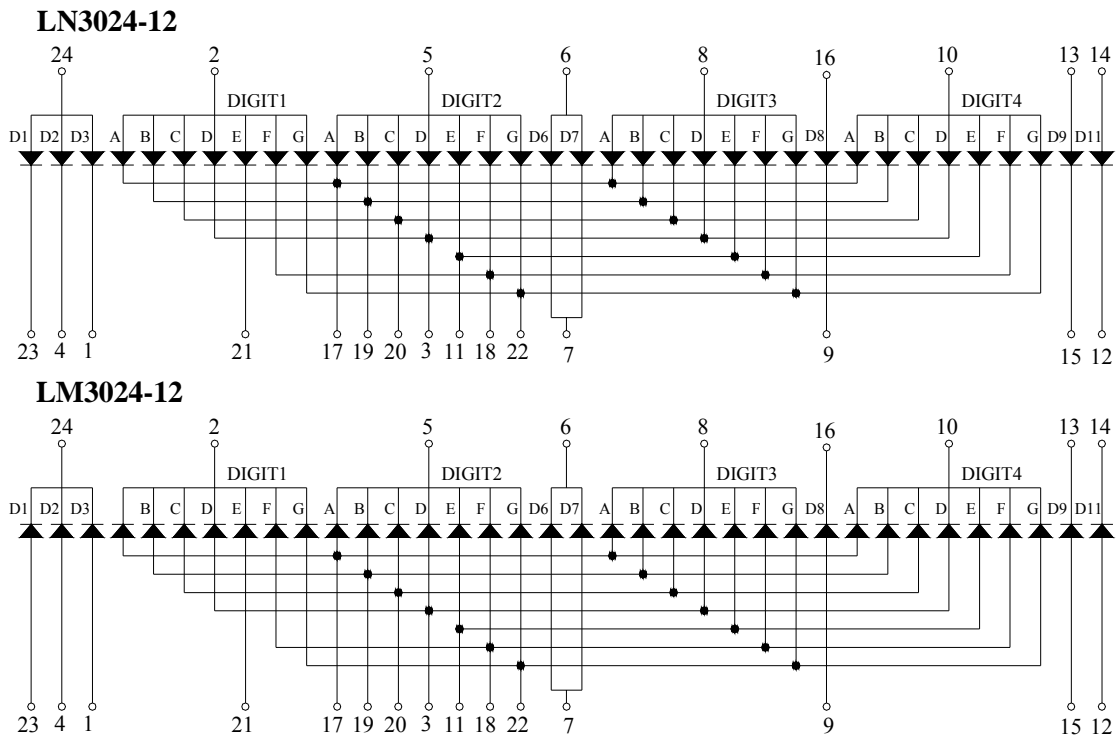 LN3024-12
24 2 5 6 8 16 10 13 14
DIGIT1 DIGIT2 DIGIT3 DIGIT4
D1 D2 D3 A B C D E F G A B C D E F G D6 D7 A B C D E F G D8 A B C D E F G D9 D11
23 4 1 21 17 19 20 3 11 18 22 7 9 15 12
LM3024-12
24 2 5 6 8 16 10 13 14
DIGIT1 DIGIT2 DIGIT3 DIGIT4
D1 D2 D3 B C D E F G A B C D E F G D6 D7 A B C D E F G D8 A B C D E F G D9 D11
23 4 1 21 17 19 20 3 11 18 22 7 9 15 12